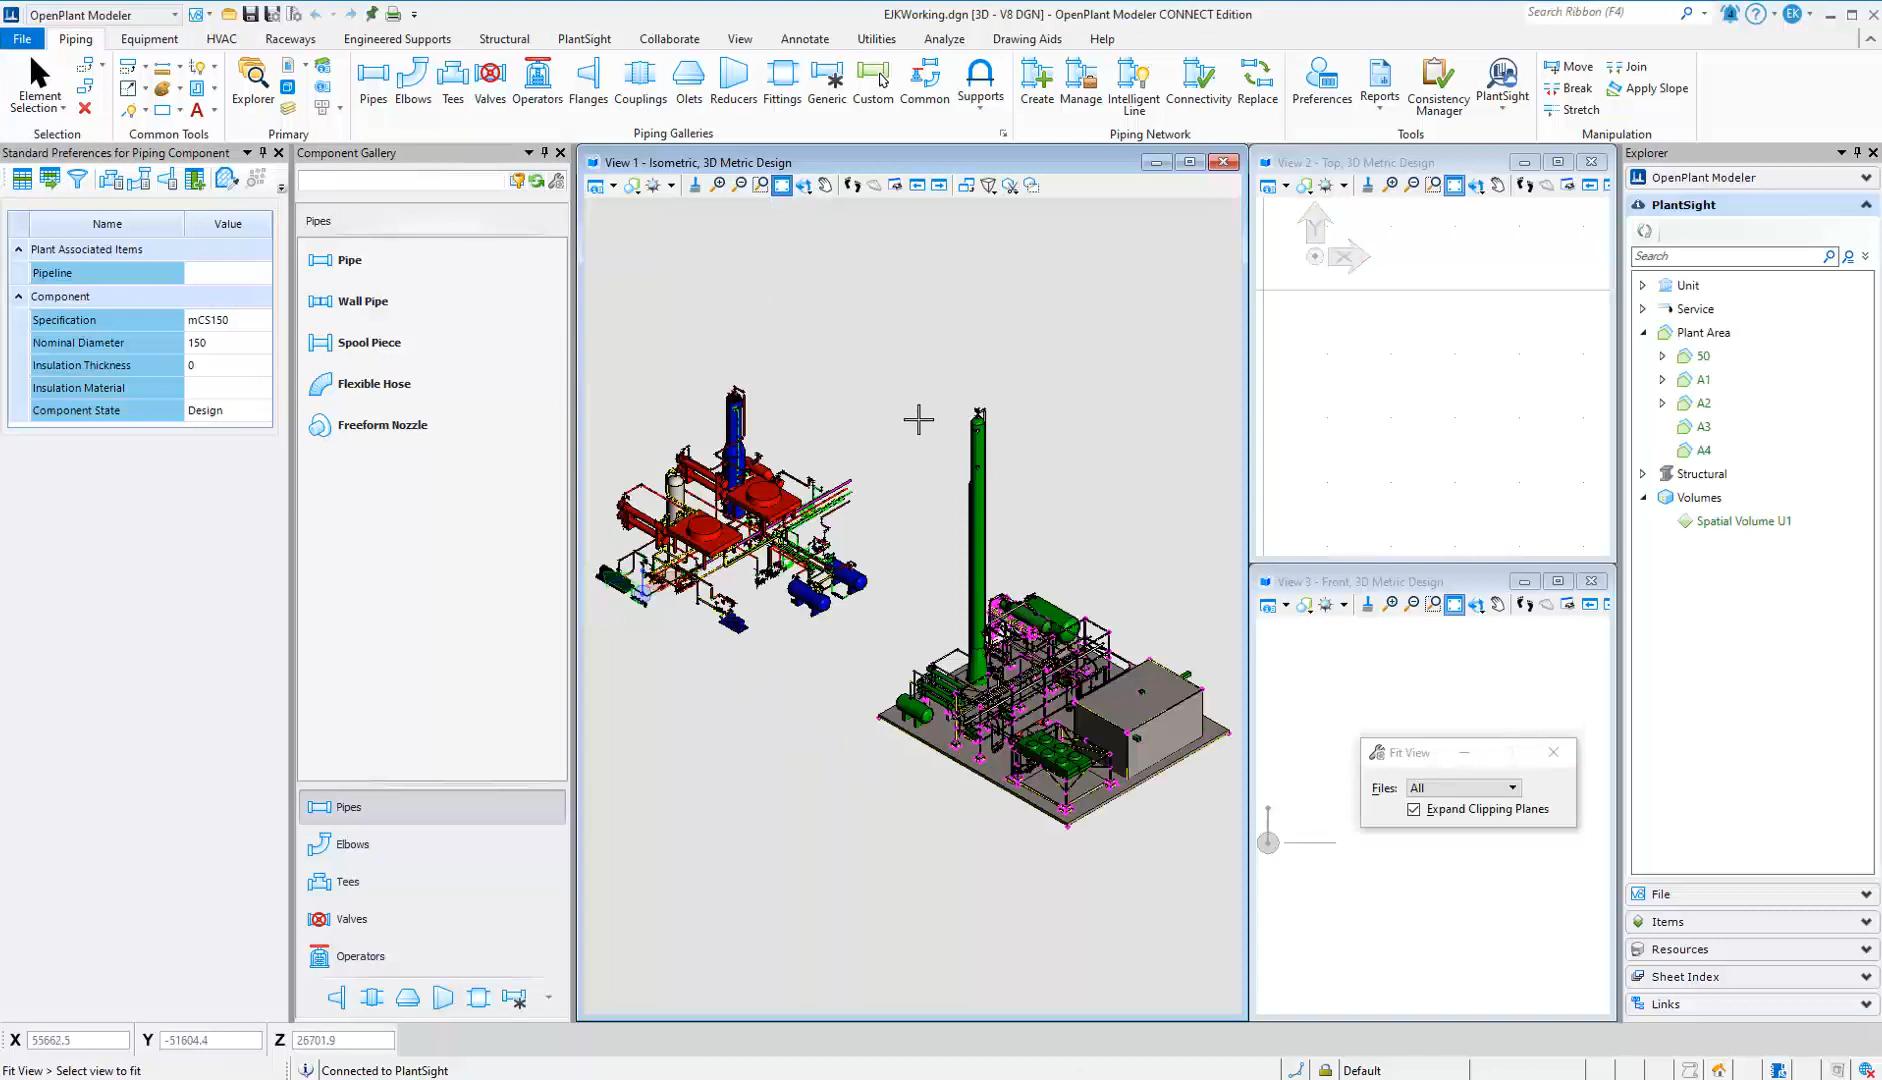 OpenPlant Modeler
EJKWorking.dgn [3D - V8 DGN] - OpenPlant Modeler CONNECT Edition
Search Ribbon (F4)
EK
File Piping Equipment HVAC Raceways Engineered Supports Structural PlantSight Collaborate View Annotate Utilities Analyze Drawing Aids Help
Element Selection
Explorer
Pipes Elbows Tees Valves Operators Flanges Couplings Olets Reducers Fittings Generic Custom Common Supports
Create Manage Intelligent Line Connectivity Replace
Preferences Reports Consistency Manager PlantSight
Move Join
Break Apply Slope
Stretch
Selection Common Tools Primary Piping Galleries Piping Network Tools Manipulation
Standard Preferences for Piping Component
Name Value
Plant Associated Items
Pipeline
Component
Specification mCS150
Nominal Diameter 150
Insulation Thickness 0
Insulation Material
Component State Design
Component Gallery
Pipes
Pipe
Wall Pipe
Spool Piece
Flexible Hose
Freeform Nozzle
Pipes
Elbows
Tees
Valves
Operators
View 1 - Isometric, 3D Metric Design
View 2 - Top, 3D Metric Design
Y
X
View 3 - Front, 3D Metric Design
Fit View
Files: All
Expand Clipping Planes
Explorer
OpenPlant Modeler
PlantSight
Search
Unit
Service
Plant Area
50
A1
A2
A3
A4
Structural
Volumes
Spatial Volume U1
File
Items
Resources
Sheet Index
Links
X 55662.5 Y -51604.4 Z 26701.9
Fit View > Select view to fit
Connected to PlantSight
Default